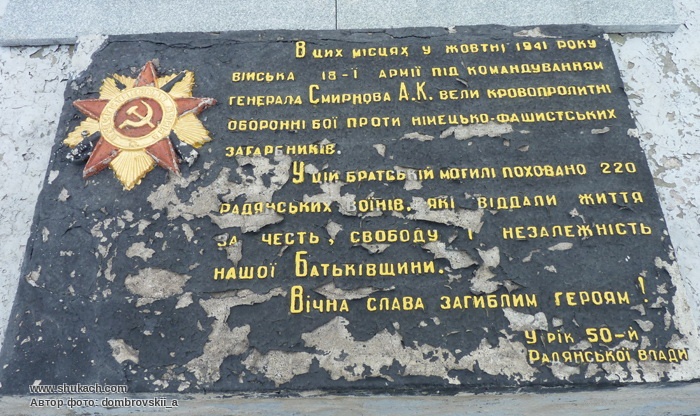 В цих місцях у жовтні 1941 року
війська 18-ї армії під командуванням
генерала Смирнова А.К. вели кровопролитні
оборонні бої проти німецько-фашистських
загарбників.
У цій братській могилі поховано 220
радянських воїнів, які віддали життя
за честь, свободу і незалежність
нашої Батьківщини.
Вічна слава загиблим героям!
У рік 50-й
Радянської влади
www.shukach.com
Автор фото: dombrovskii_a